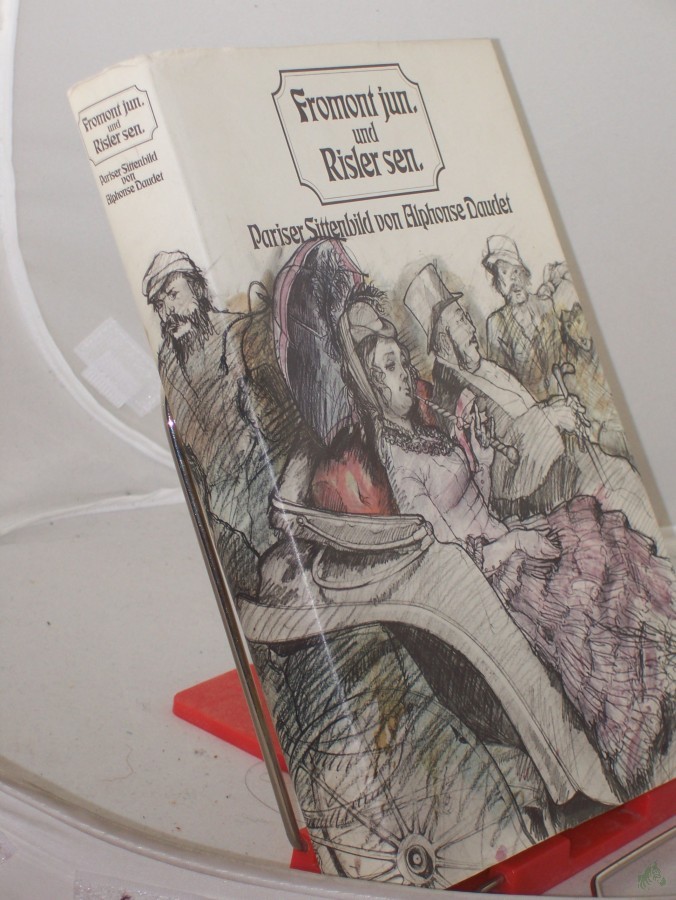 Fromont jun.
und
Risler sen.
Pariser Sittenbild
von
Alphonse Daudet
Fromont jun.
und
Risler sen.
Pariser Sittenbild von Alphonse Daudet